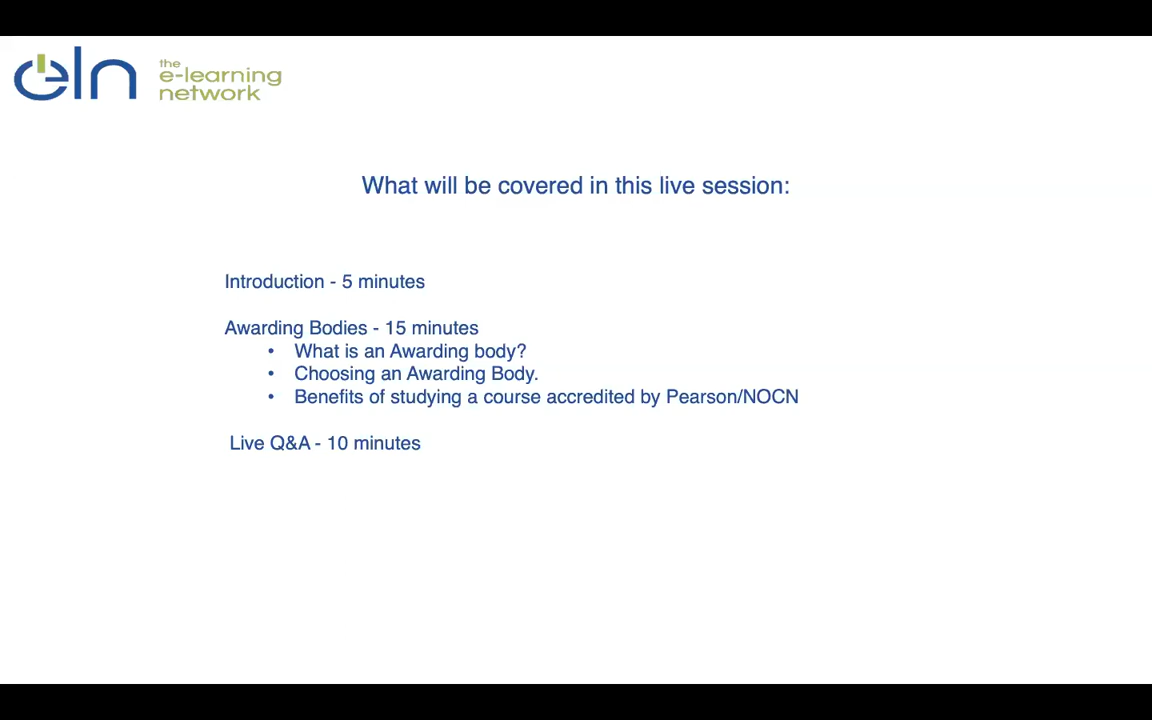 eln
the
e-learning
network
What will be covered in this live session:
Introduction - 5 minutes
Awarding Bodies - 15 minutes
• What is an Awarding body?
• Choosing an Awarding Body.
• Benefits of studying a course accredited by Pearson/NOCN
Live Q&A - 10 minutes